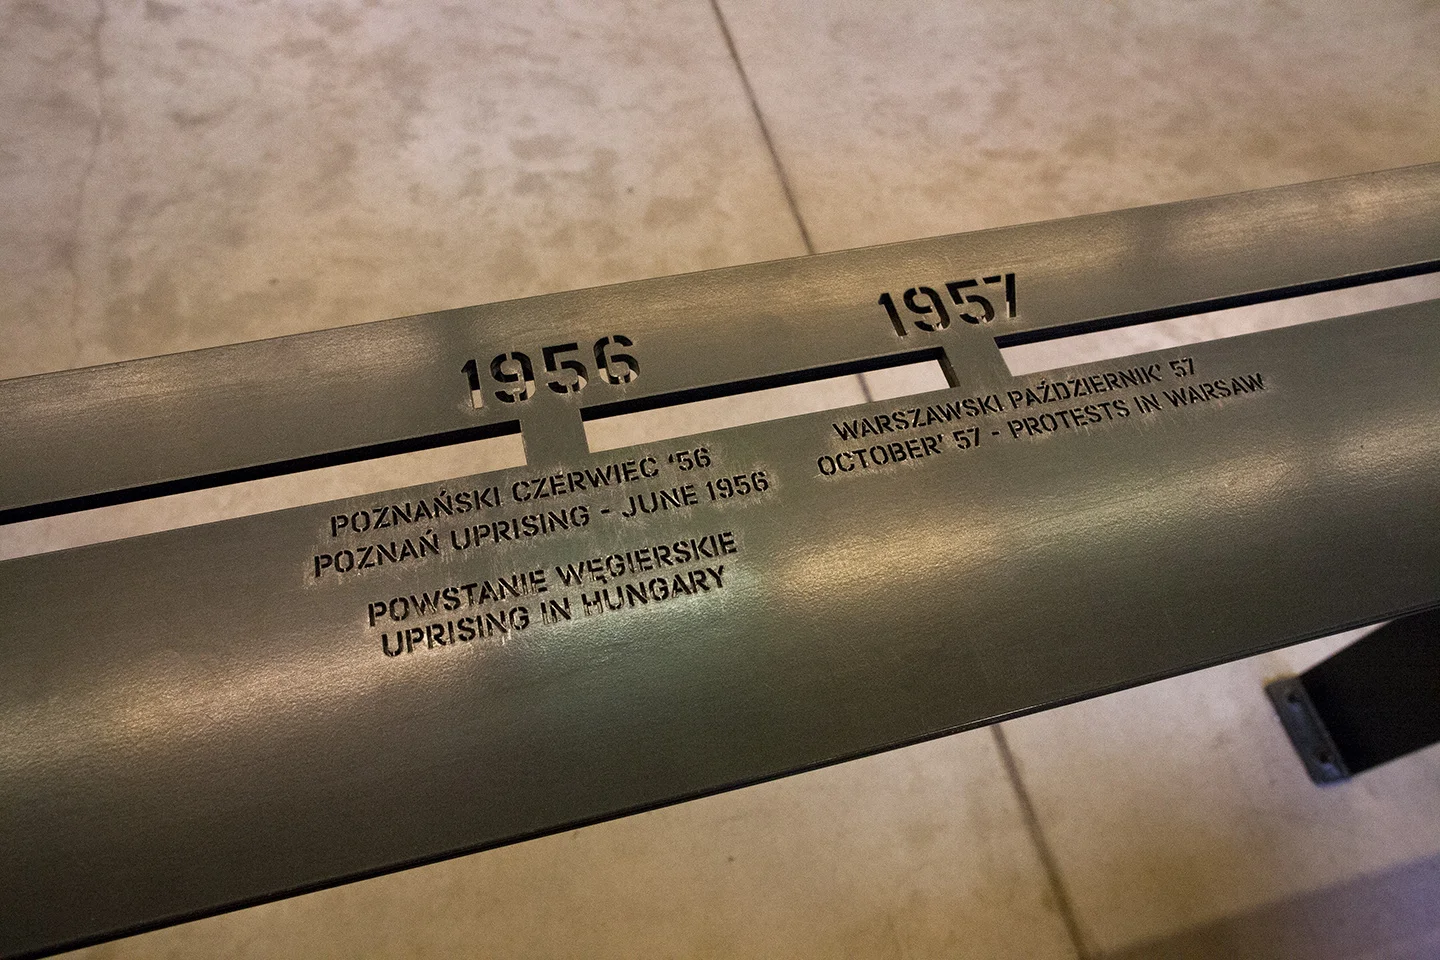 1956
POZNAŃSKI CZERWIEC '56
POZNAŃ UPRISING - JUNE 1956
POWSTANIE WĘGIERSKIE
UPRISING IN HUNGARY
1957
WARSZAWSKI PAŹDZIERNIK' 57
OCTOBER' 57 - PROTESTS IN WARSAW